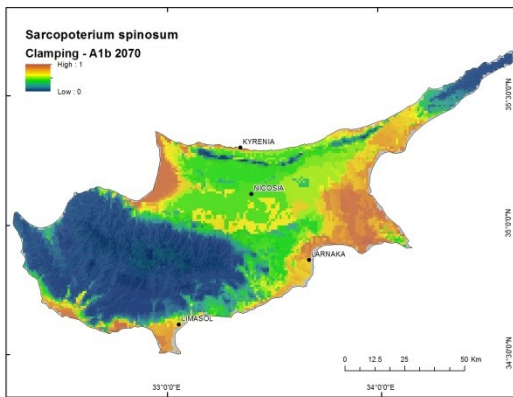 Sarcopoterium spinosum
Clamping - A1b 2070
High : 1
Low : 0
35°30'0"N
KYRENIA
NICOSIA
35°0'0"N
LARNAKA
LIMASOL
0 12.5 25 50 Km
34°30'0"N
33°0'0"E 34°0'0"E